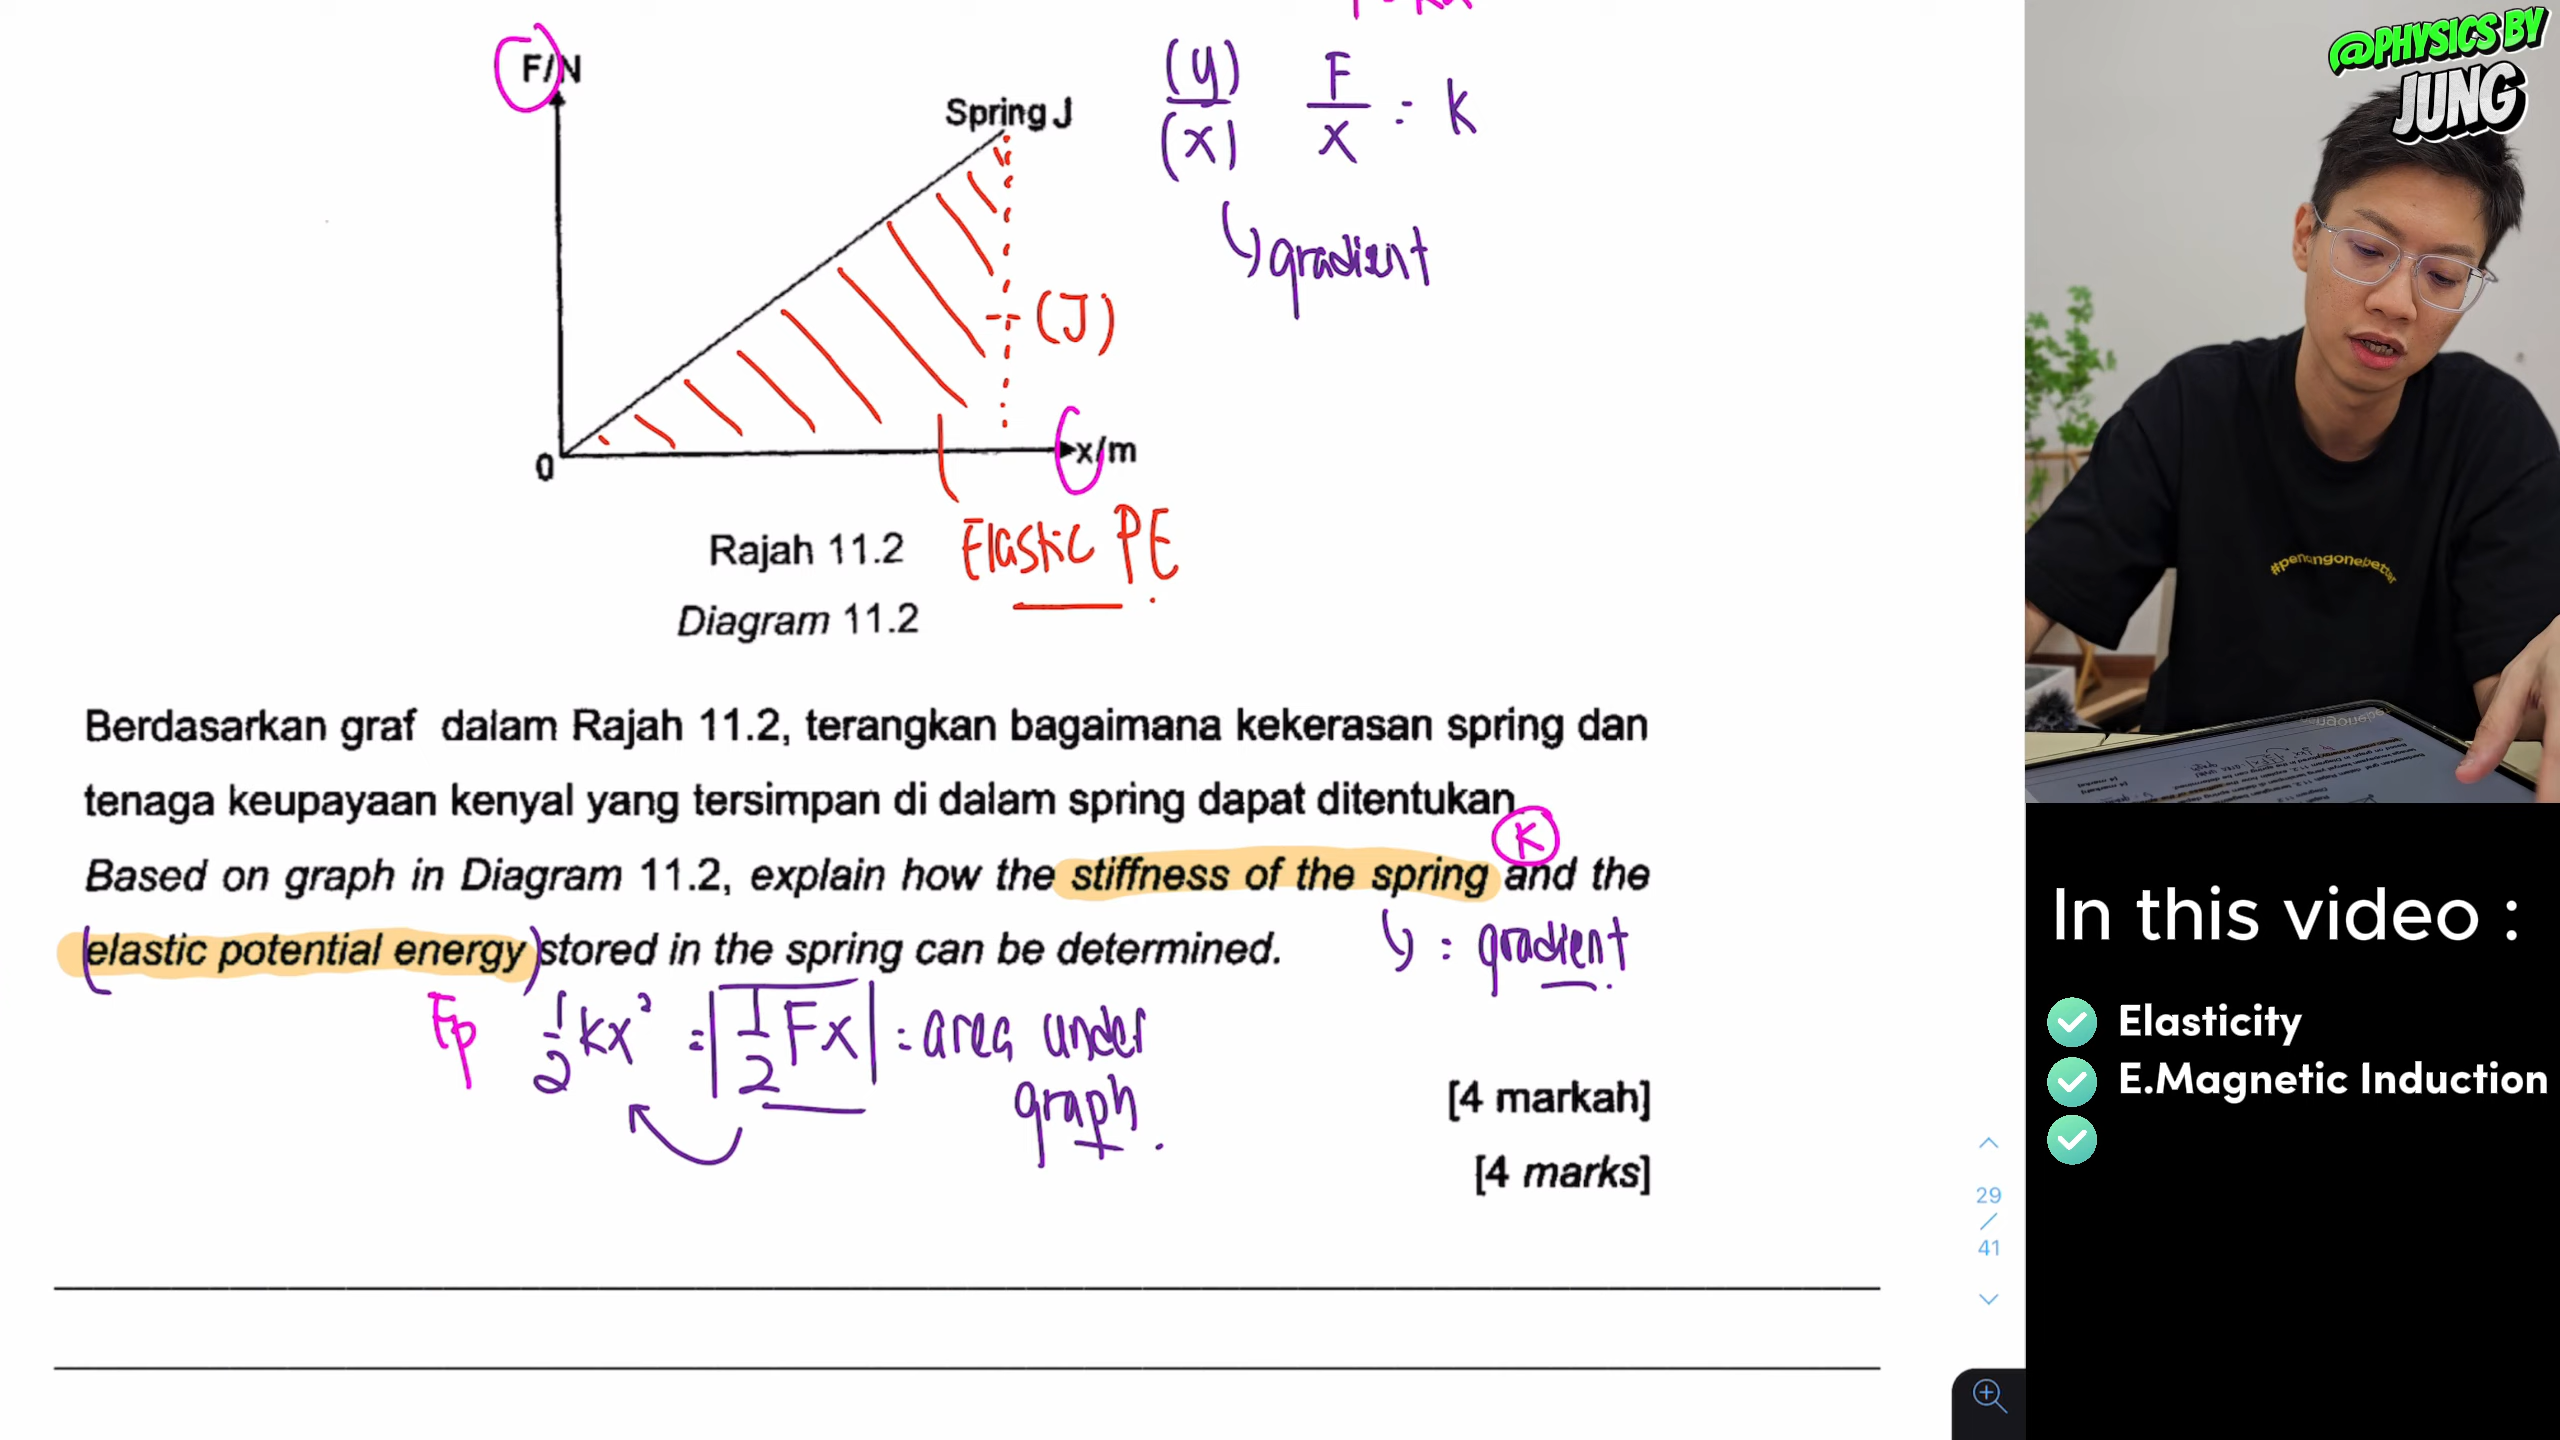 F/N
Spring J
(y)
(x)
F
x
= k
gradient
(J)
0
x/m
Rajah 11.2
Diagram 11.2
Elastic PE
Berdasarkan graf dalam Rajah 11.2, terangkan bagaimana kekerasan spring dan
tenaga keupayaan kenyal yang tersimpan di dalam spring dapat ditentukan
K
Based on graph in Diagram 11.2, explain how the stiffness of the spring and the
(elastic potential energy) stored in the spring can be determined.
= gradient
Ep 1/2 kx² = 1/2 Fx = area under
graph.
[4 markah]
[4 marks]
29
/
41
@PHYSICS BY
JUNG
#penangonebetter
In this video :
Elasticity
E.Magnetic Induction